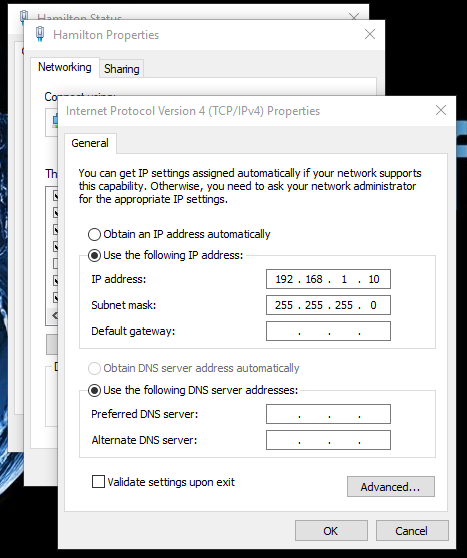 Hamilton Status
Hamilton Properties
Networking
Sharing
Connect using:
Internet Protocol Version 4 (TCP/IPv4) Properties
General
You can get IP settings assigned automatically if your network supports
this capability. Otherwise, you need to ask your network administrator
for the appropriate IP settings.
Obtain an IP address automatically
Use the following IP address:
IP address:
192 . 168 . 1 . 10
Subnet mask:
255 . 255 . 255 . 0
Default gateway:
. . .
Obtain DNS server address automatically
Use the following DNS server addresses:
Preferred DNS server:
. . .
Alternate DNS server:
. . .
Validate settings upon exit
Advanced...
OK
Cancel